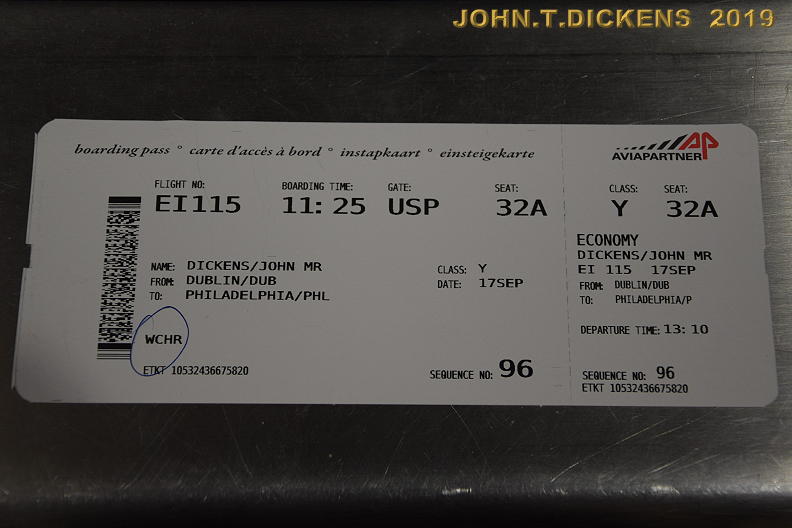 JOHN.T.DICKENS 2019
boarding pass ° carte d'accès à bord ° instapkaart ° einsteigekarte
AP
AVIAPARTNER
FLIGHT NO: BOARDING TIME: GATE: SEAT: CLASS: SEAT:
EI115 11:25 USP 32A Y 32A
ECONOMY
NAME: DICKENS/JOHN MR CLASS: Y DICKENS/JOHN MR
FROM: DUBLIN/DUB DATE: 17SEP EI 115 17SEP
TO: PHILADELPHIA/PHL FROM: DUBLIN/DUB
TO: PHILADELPHIA/P
WCHR DEPARTURE TIME: 13:10
ETKT 10532436675820 SEQUENCE NO: 96 SEQUENCE NO: 96
ETKT 10532436675820